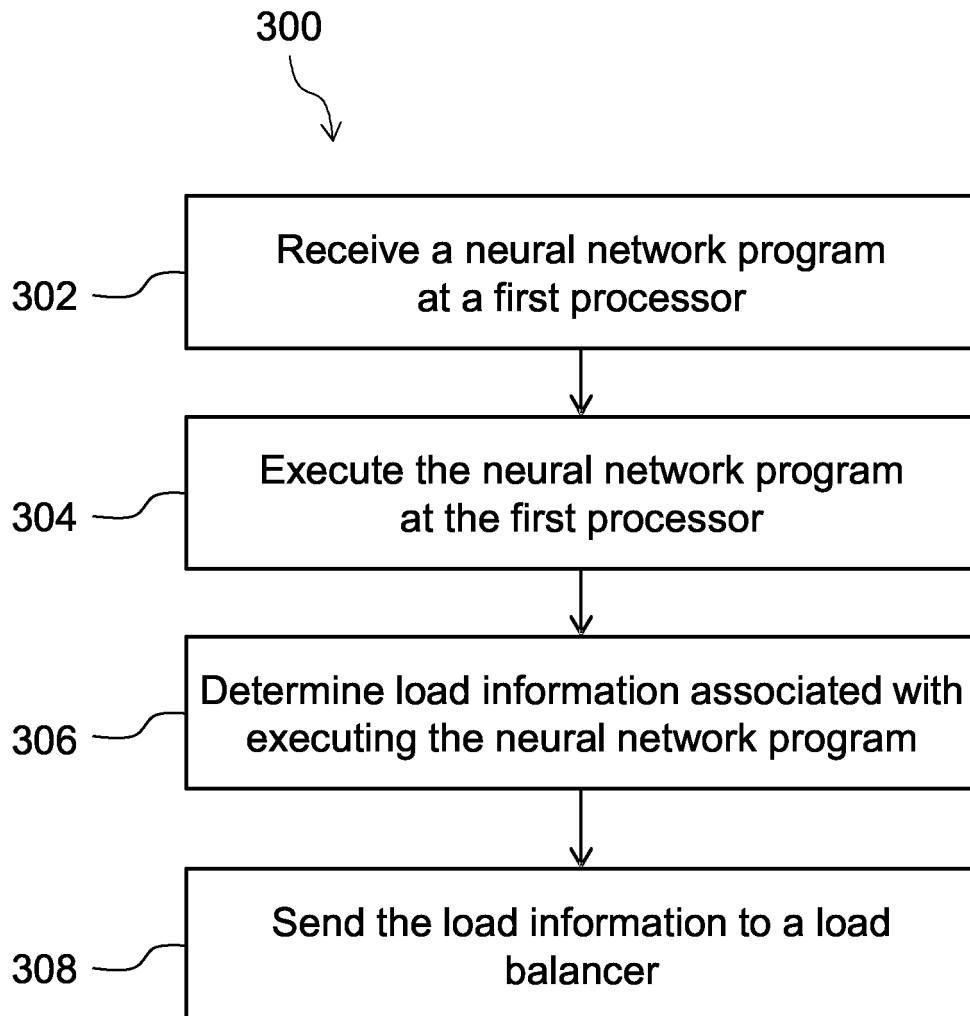 300
302
Receive a neural network program
at a first processor
304
Execute the neural network program
at the first processor
306
Determine load information associated with
executing the neural network program
308
Send the load information to a load
balancer